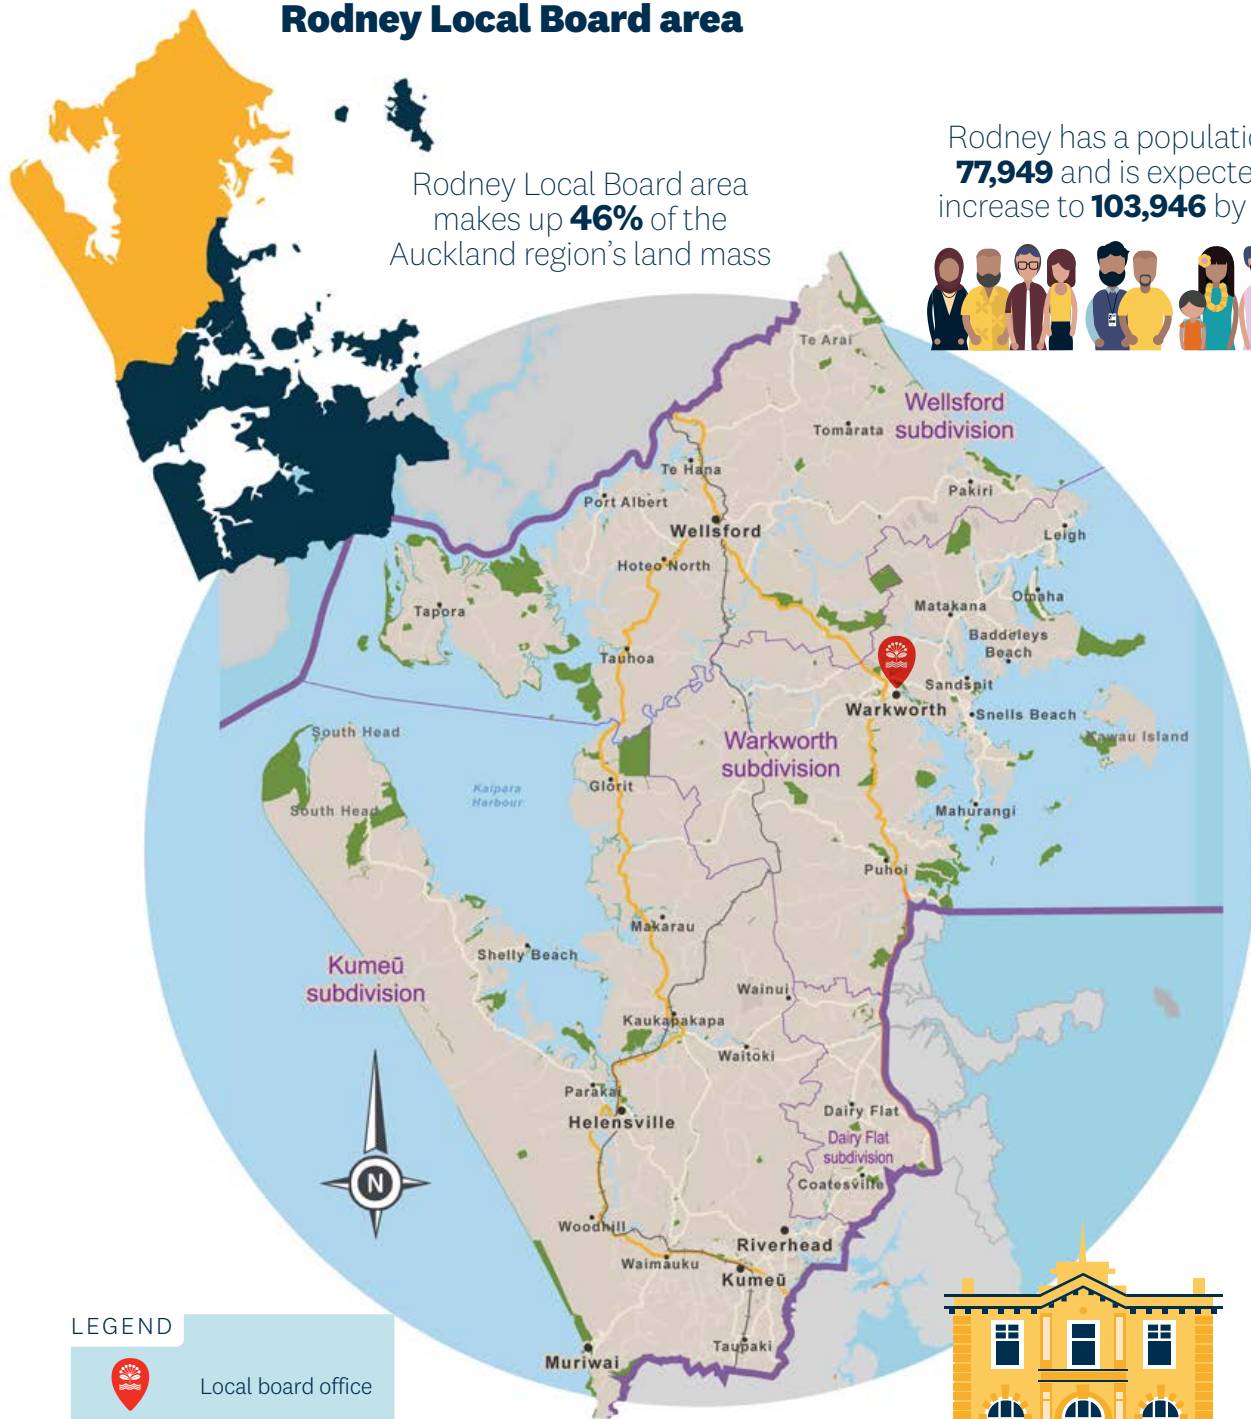 Rodney Local Board area
Rodney Local Board area
makes up 46% of the
Auckland region's land mass
Rodney has a
77,949 and is
increase to 103,946 by
Te Arai
Wellsford
subdivision
Tomarata
Te Hana
Pakiri
Port Albert
Wellsford
Leigh
Hoteo North
Omaha
Matakana
Tapora
Baddeleys
Beach
Tauhoa
Sandspit
Warkworth
Snells Beach
South Head
Kawau Island
Warkworth
subdivision
Glorit
Kaipara
Harbour
South Head
Mahurangi
Puhoi
Makarau
Shelly Beach
Kumeū
subdivision
Wainui
Kaukapakapa
Waitoki
Parakai
Dairy Flat
Helensville
Dairy Flat
subdivision
Coatesville
N
Woodhill
Riverhead
Waimauku
Kumeū
Taupaki
Muriwai
LEGEND
Local board office